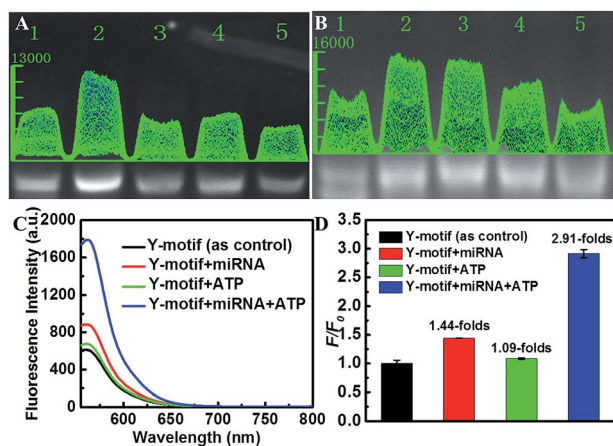 A
1 2 3 4 5
13000
B
1 2 3 4 5
16000
C
Fluorescence Intensity (a.u.)
2000
1600
1200
800
400
0
Y-motif (as control)
Y-motif+miRNA
Y-motif+ATP
Y-motif+miRNA+ATP
600 650 700 750 800
Wavelength (nm)
D
F/F0
3.5
3.0
2.5
2.0
1.5
1.0
0.5
0.0
Y-motif (as control)
Y-motif+miRNA
Y-motif+ATP
Y-motif+miRNA+ATP
2.91-folds
1.44-folds
1.09-folds